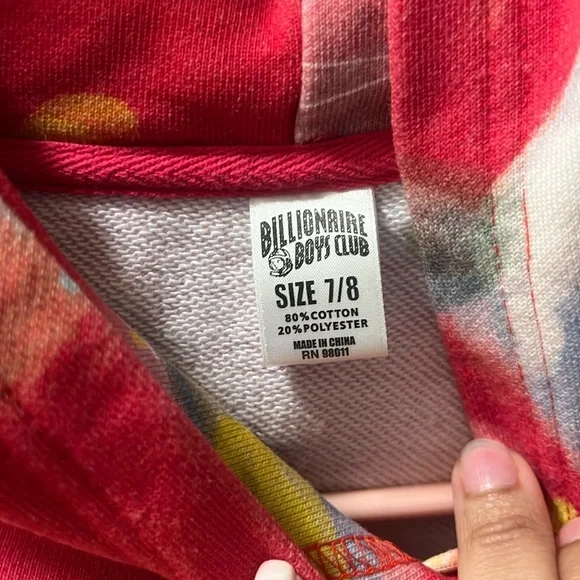 BILLIONAIRE
BOYS CLUB
SIZE 7/8
80% COTTON
20% POLYESTER
MADE IN CHINA
RN 98011